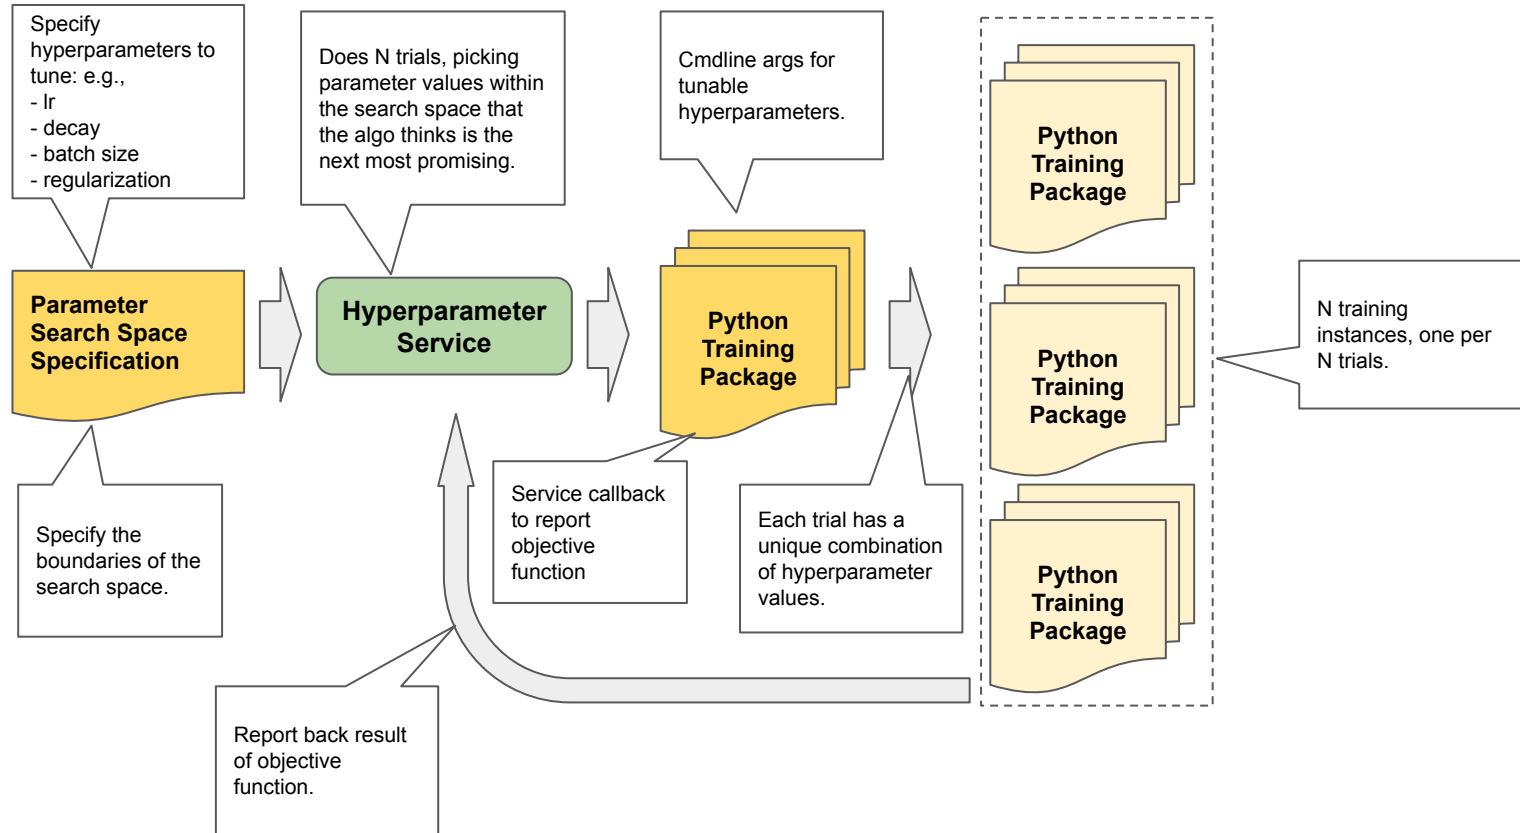 Specify
hyperparameters to
tune: e.g.,
- lr
- decay
- batch size
- regularization
Does N trials, picking
parameter values within
the search space that
the algo thinks is the
next most promising.
Cmdline args for
tunable
hyperparameters.
Python
Training
Package
Parameter
Search Space
Specification
Hyperparameter
Service
Python
Training
Package
Python
Training
Package
N training
instances, one per
N trials.
Specify the
boundaries of the
search space.
Service callback
to report
objective
function
Each trial has a
unique combination
of hyperparameter
values.
Python
Training
Package
Report back result
of objective
function.